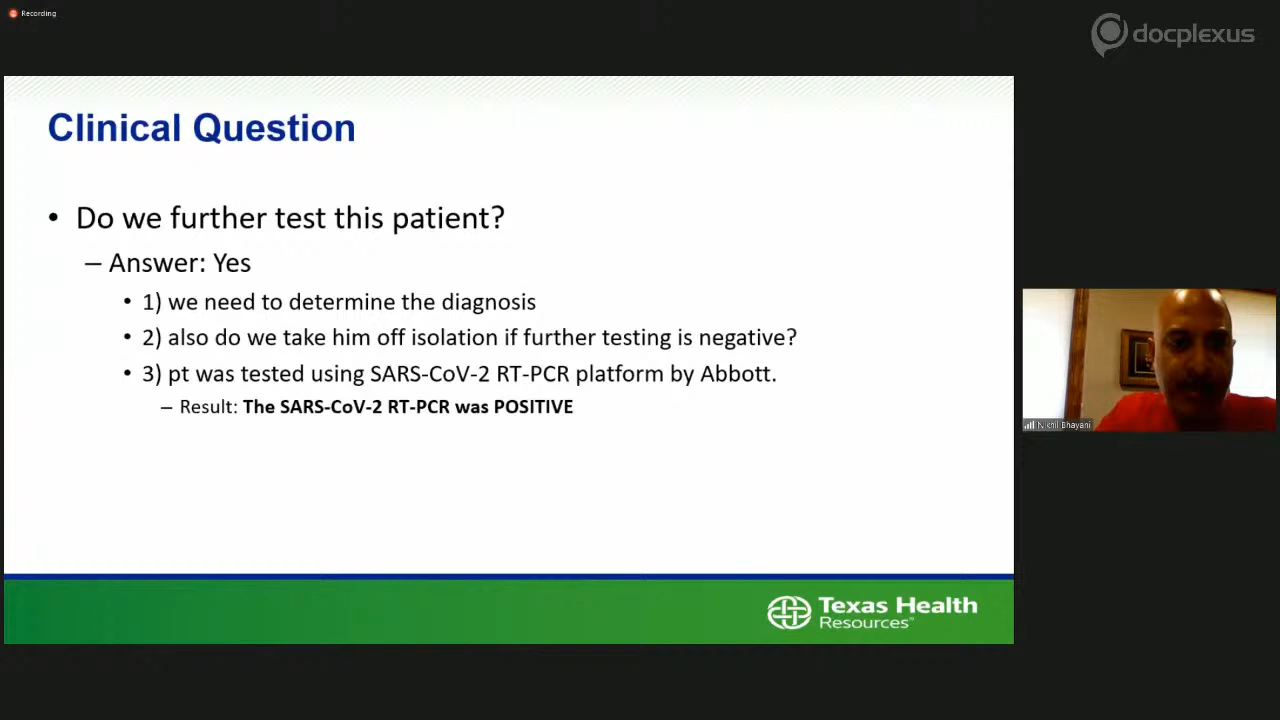 Recording
docplexus
Clinical Question
• Do we further test this patient?
– Answer: Yes
• 1) we need to determine the diagnosis
• 2) also do we take him off isolation if further testing is negative?
• 3) pt was tested using SARS-CoV-2 RT-PCR platform by Abbott.
– Result: The SARS-CoV-2 RT-PCR was POSITIVE
Bhayani
Texas Health
Resources